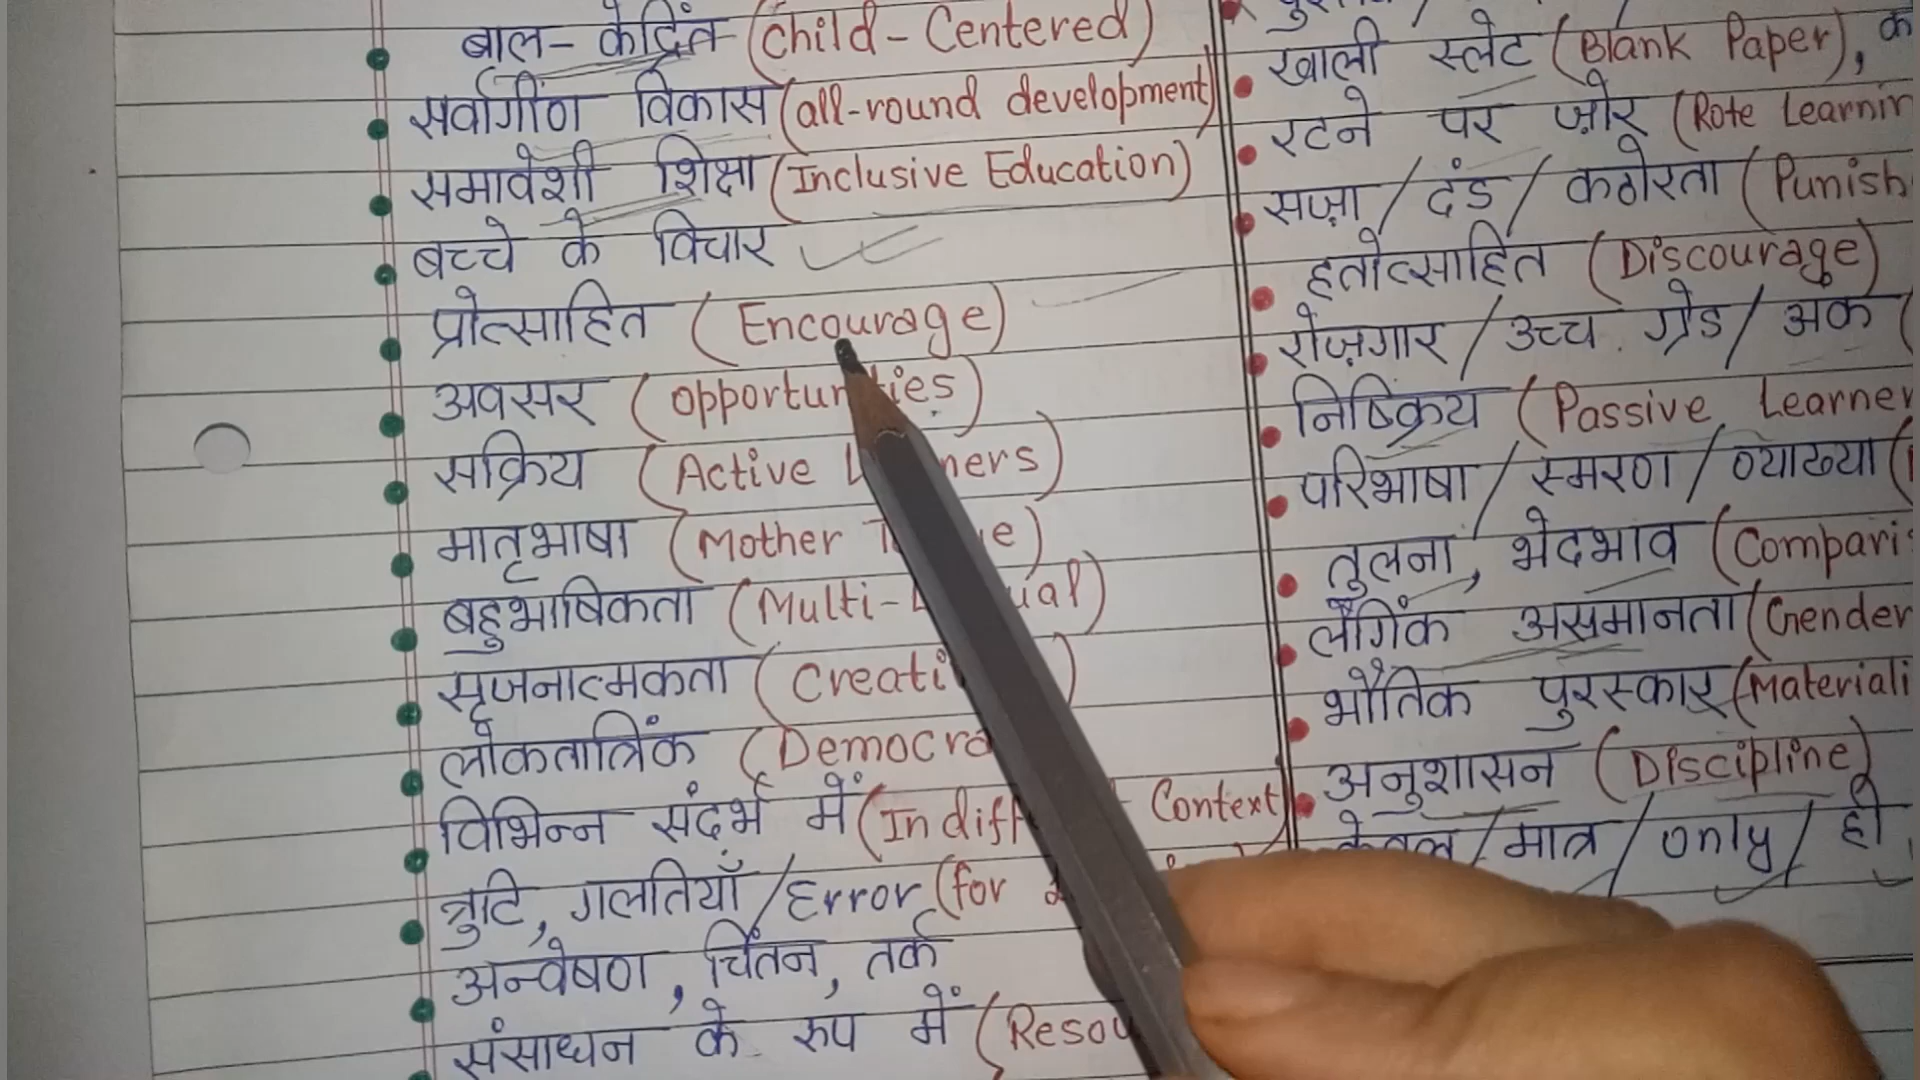 बाल- केंद्रित (Child-Centered)
सर्वांगीण विकास (all-round development)
समावेशी शिक्षा (Inclusive Education)
बच्चे के विचार
प्रोत्साहित (Encourage)
अवसर (opportunities)
सक्रिय (Active
मातृभाषा (Mother
बहुभाषिकता (Multi-
सृजनात्मकता (Creati
लोकतांत्रिक (Democra
विभिन्न संदर्भ में (In diff Context)
त्रुटि, गलतियाँ / Error (for
अन्वेषण, चिंतन, तर्क
संसाधन के रुप में (Resou
खाली स्लेट (Blank Paper),
रटने पर ज़ोर (Rote Learnin
सज़ा / दंड / कठोरता (Punish
हतोत्साहित (Discourage)
रोज़गार / उच्च ग्रेड / अंक (
निष्क्रिय (Passive Learner
परिभाषा / स्मरण / व्याख्या (
तुलना, भेदभाव (Compari
लैंगिक असमानता (Gender
भौतिक पुरस्कार (Materiali
अनुशासन (Discipline)
केवल / मात्र / only / ही